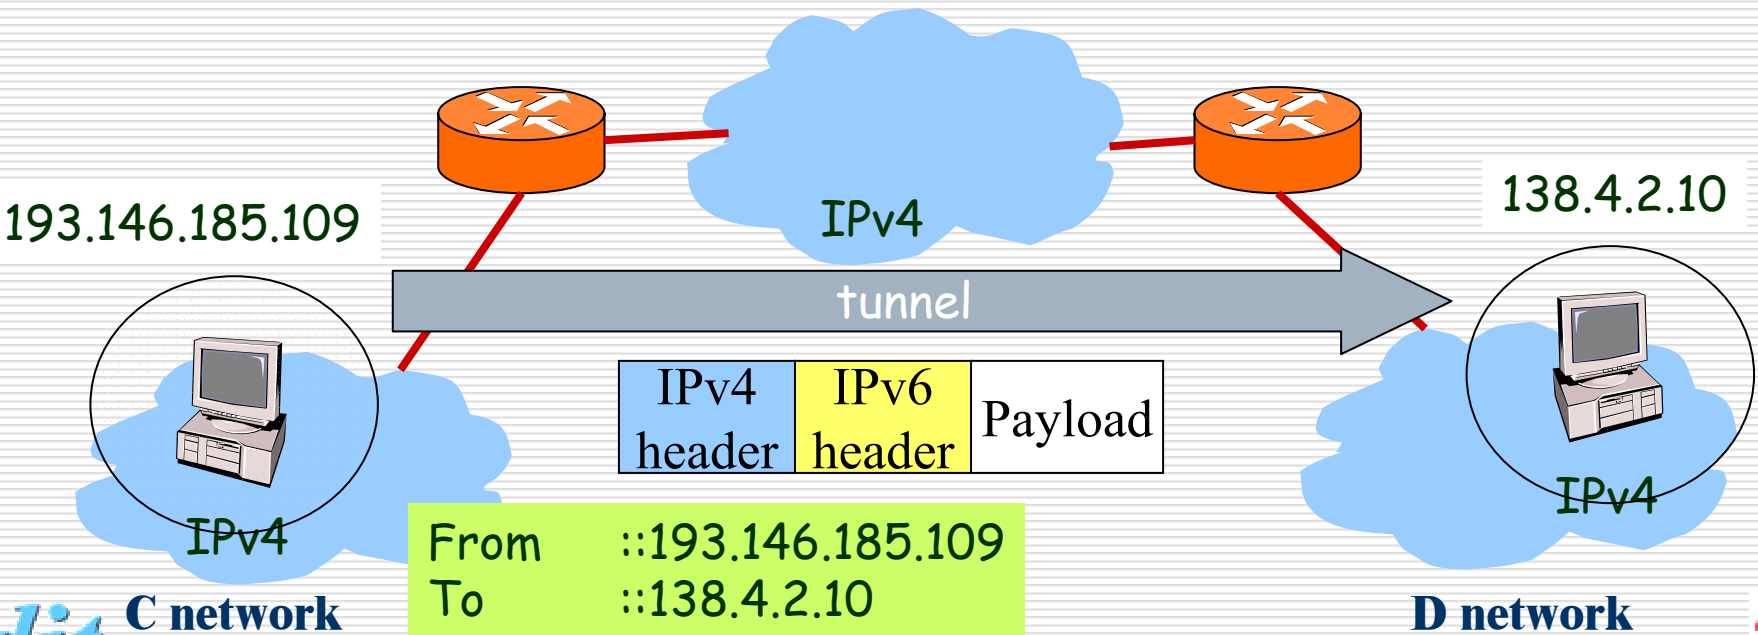 IPv4
193.146.185.109
138.4.2.10
tunnel
IPv4 header
IPv6 header
Payload
IPv4
IPv4
From ::193.146.185.109
To ::138.4.2.10
C network
D network